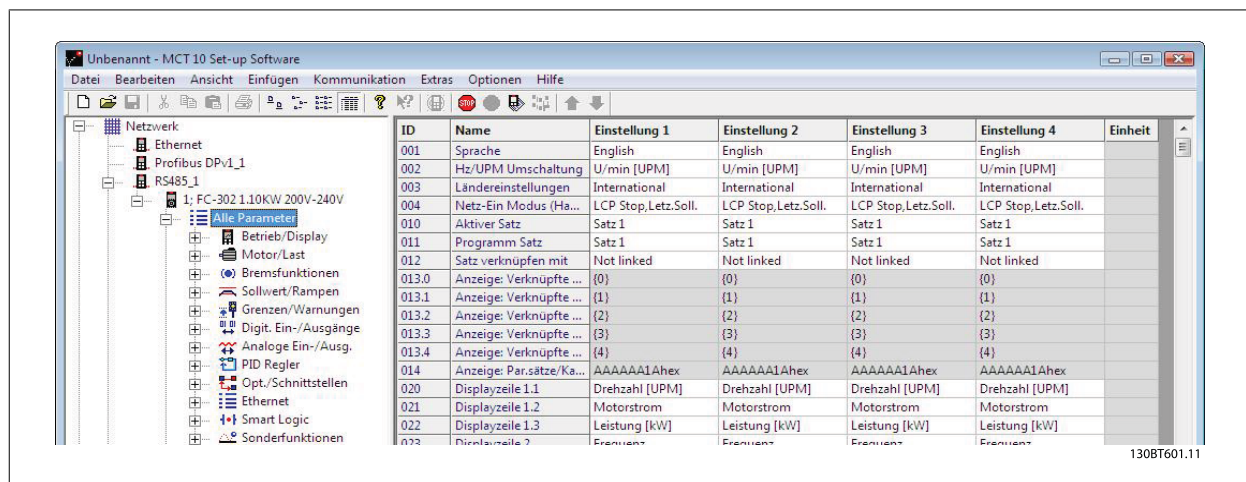 Unbenannt - MCT 10 Set-up Software
Datei Bearbeiten Ansicht Einfügen Kommunikation Extras Optionen Hilfe
STOP
Netzwerk
Ethernet
Profibus DPv1_1
RS485_1
1; FC-302 1.10KW 200V-240V
Alle Parameter
Betrieb/Display
Motor/Last
Bremsfunktionen
Sollwert/Rampen
Grenzen/Warnungen
Digit. Ein-/Ausgänge
Analoge Ein-/Ausg.
PID Regler
Opt./Schnittstellen
Ethernet
Smart Logic
Sonderfunktionen
ID Name Einstellung 1 Einstellung 2 Einstellung 3 Einstellung 4 Einheit
001 Sprache English English English English
002 Hz/UPM Umschaltung U/min [UPM] U/min [UPM] U/min [UPM] U/min [UPM]
003 Ländereinstellungen International International International International
004 Netz-Ein Modus (Ha... LCP Stop,Letz.Soll. LCP Stop,Letz.Soll. LCP Stop,Letz.Soll. LCP Stop,Letz.Soll.
010 Aktiver Satz Satz 1 Satz 1 Satz 1 Satz 1
011 Programm Satz Satz 1 Satz 1 Satz 1 Satz 1
012 Satz verknüpfen mit Not linked Not linked Not linked Not linked
013.0 Anzeige: Verknüpfte ... {0} {0} {0} {0}
013.1 Anzeige: Verknüpfte ... {1} {1} {1} {1}
013.2 Anzeige: Verknüpfte ... {2} {2} {2} {2}
013.3 Anzeige: Verknüpfte ... {3} {3} {3} {3}
013.4 Anzeige: Verknüpfte ... {4} {4} {4} {4}
014 Anzeige: Par.sätze/Ka... AAAAAA1Ahex AAAAAA1Ahex AAAAAA1Ahex AAAAAA1Ahex
020 Displayzeile 1.1 Drehzahl [UPM] Drehzahl [UPM] Drehzahl [UPM] Drehzahl [UPM]
021 Displayzeile 1.2 Motorstrom Motorstrom Motorstrom Motorstrom
022 Displayzeile 1.3 Leistung [kW] Leistung [kW] Leistung [kW] Leistung [kW]
023 Displayzeile 2 Frequenz Frequenz Frequenz Frequenz
130BT601.11